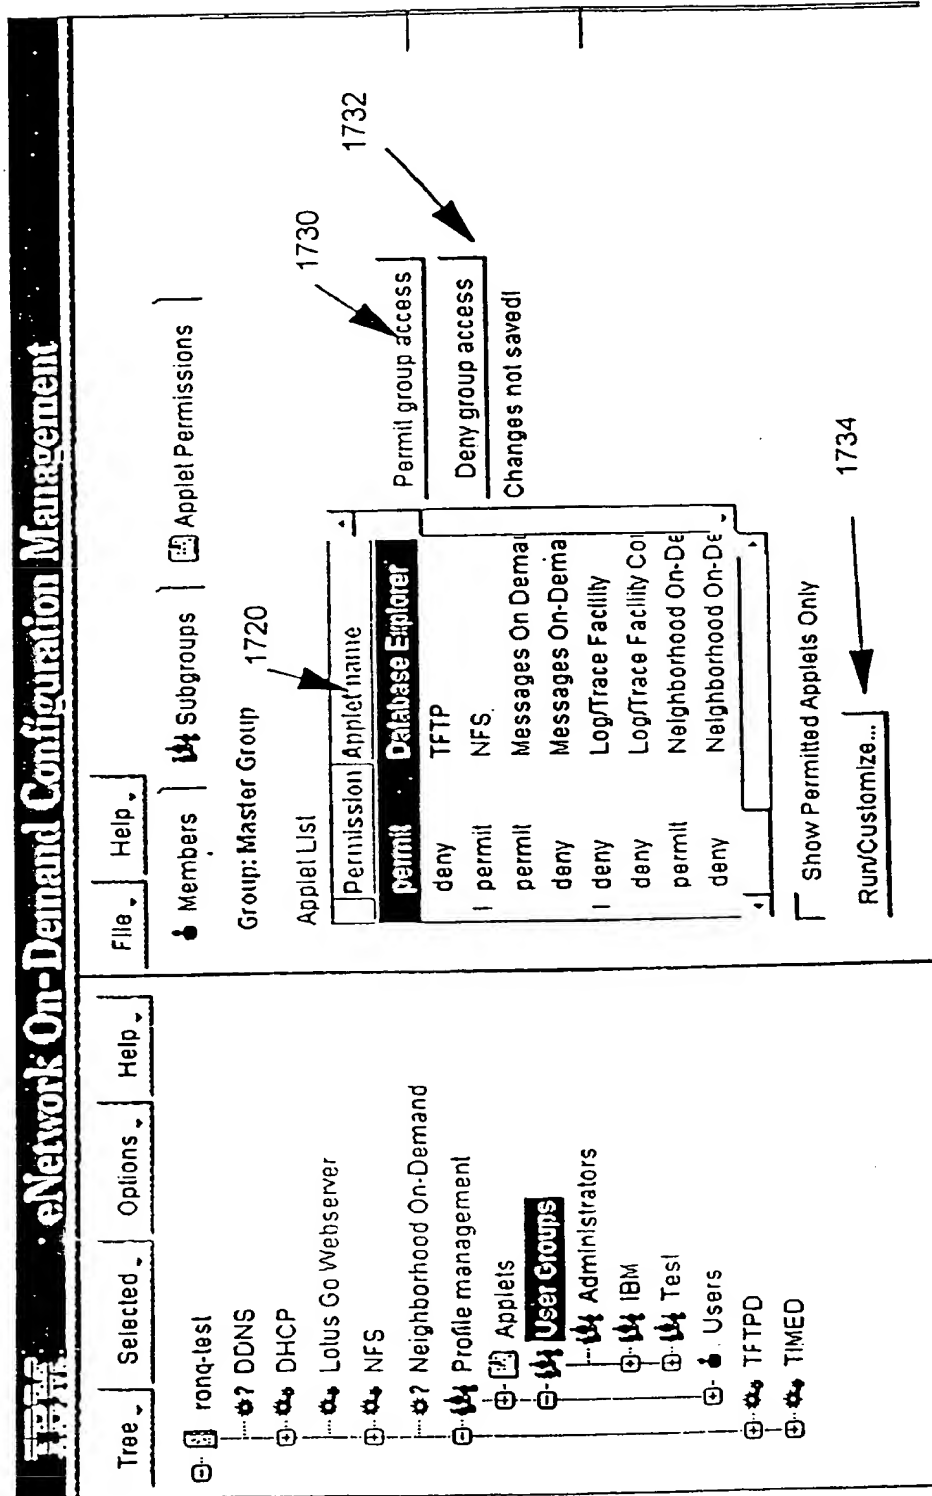 IBM eNetwork On-Demand Configuration Management
Tree Selected Options Help
ronq-test
? DDNS
DHCP
Lotus Go Webserver
NFS
? Neighborhood On-Demand
Profile management
Applets
User Groups
Administrators
IBM
Test
Users
TFTPD
TIMED
File Help
Members Subgroups Applet Permissions
Group: Master Group
1720
Applet List
Permission Applet name
permit Database Explorer
deny TFTP
permit NFS
permit Messages On Demai
deny Messages On-Dema
deny Log/Trace Facility
deny Log/Trace Facility Coi
permit Neighborhood On-De
deny Neighborhood On-De
1730
Permit group access
1732
Deny group access
Changes not saved!
Show Permitted Applets Only
Run/Customize...
1734